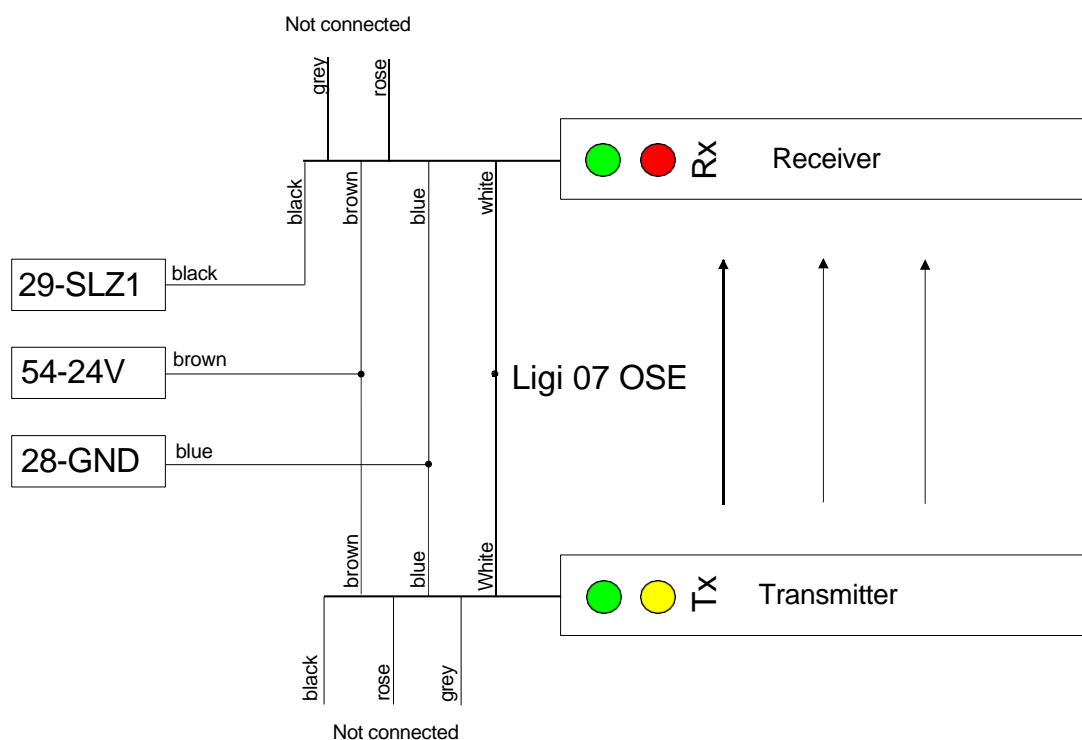 Not connected
grey
rose
black
brown
blue
white
Rx
Receiver
29-SLZ1
black
54-24V
brown
Ligi 07 OSE
28-GND
blue
brown
blue
White
Tx
Transmitter
black
rose
grey
Not connected